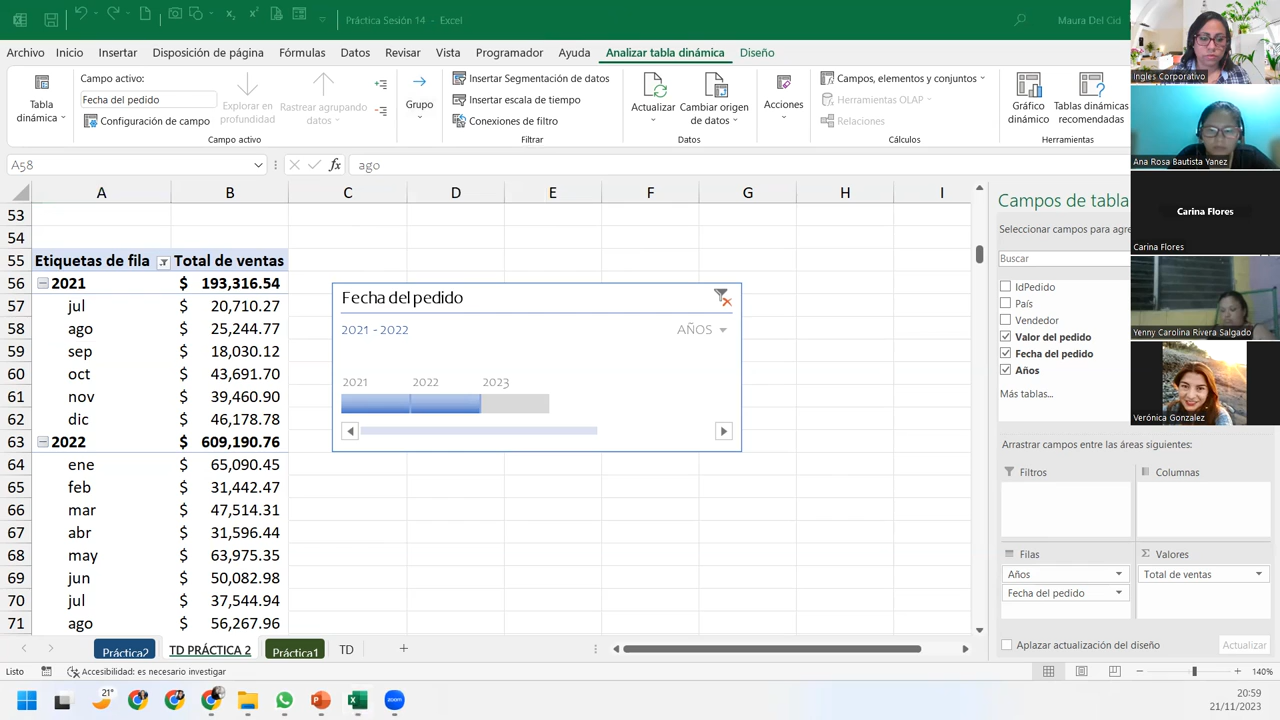 Práctica Sesión 14 - Excel
Maura Del Cid
Archivo Inicio Insertar Disposición de página Fórmulas Datos Revisar Vista Programador Ayuda Analizar tabla dinámica Diseño
Tabla dinámica
Campo activo:
Fecha del pedido
Configuración de campo
Explorar en profundidad
Rastrear agrupando datos
Campo activo
Grupo
Insertar Segmentación de datos
Insertar escala de tiempo
Conexiones de filtro
Filtrar
Actualizar
Cambiar origen de datos
Datos
Acciones
Campos, elementos y conjuntos
Herramientas OLAP
Relaciones
Cálculos
Gráfico dinámico
Tablas dinámicas recomendadas
Herramientas
A58 fx ago
A B C D E F G H I
53
54
55 Etiquetas de fila Total de ventas
56 2021 $ 193,316.54
57 jul $ 20,710.27
58 ago $ 25,244.77
59 sep $ 18,030.12
60 oct $ 43,691.70
61 nov $ 39,460.90
62 dic $ 46,178.78
63 2022 $ 609,190.76
64 ene $ 65,090.45
65 feb $ 31,442.47
66 mar $ 47,514.31
67 abr $ 31,596.44
68 may $ 63,975.35
69 jun $ 50,082.98
70 jul $ 37,544.94
71 ago $ 56,267.96
Fecha del pedido
2021 - 2022 AÑOS
2021 2022 2023
Campos de tabla
Seleccionar campos para agre
Buscar
IdPedido
País
Vendedor
Valor del pedido
Fecha del pedido
Años
Más tablas...
Arrastrar campos entre las áreas siguientes:
Filtros Columnas
Filas Σ Valores
Años Total de ventas
Fecha del pedido
Aplazar actualización del diseño Actualizar
Ingles Corporativo
Ana Rosa Bautista Yanez
Carina Flores
Carina Flores
Yenny Carolina Rivera Salgado
Verónica Gonzalez
Práctica2 TD PRÁCTICA 2 Práctica1 TD
Listo Accesibilidad: es necesario investigar 140%
21°
zoom
20:59
21/11/2023